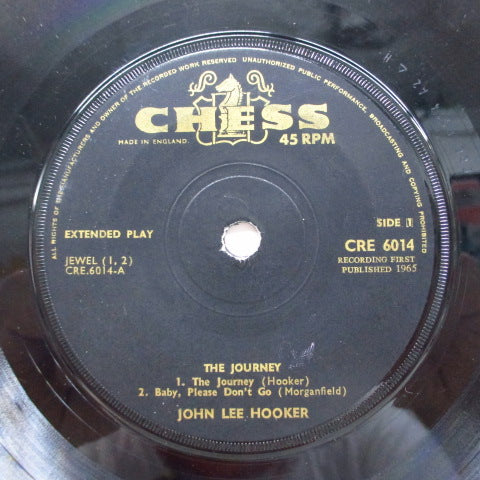 ALL RIGHTS OF THE MANUFACTURERS AND OWNER OF THE RECORDED WORK RESERVED UNAUTHORIZED PUBLIC PERFORMANCE, BROADCASTING AND COPYING PROHIBITED
CHESS
MADE IN ENGLAND.
45 RPM
SIDE 1
EXTENDED PLAY
CRE 6014
JEWEL (1, 2)
CRE.6014-A
RECORDING FIRST
PUBLISHED 1965
THE JOURNEY
1. The Journey (Hooker)
2. Baby, Please Don't Go (Morganfield)
JOHN LEE HOOKER